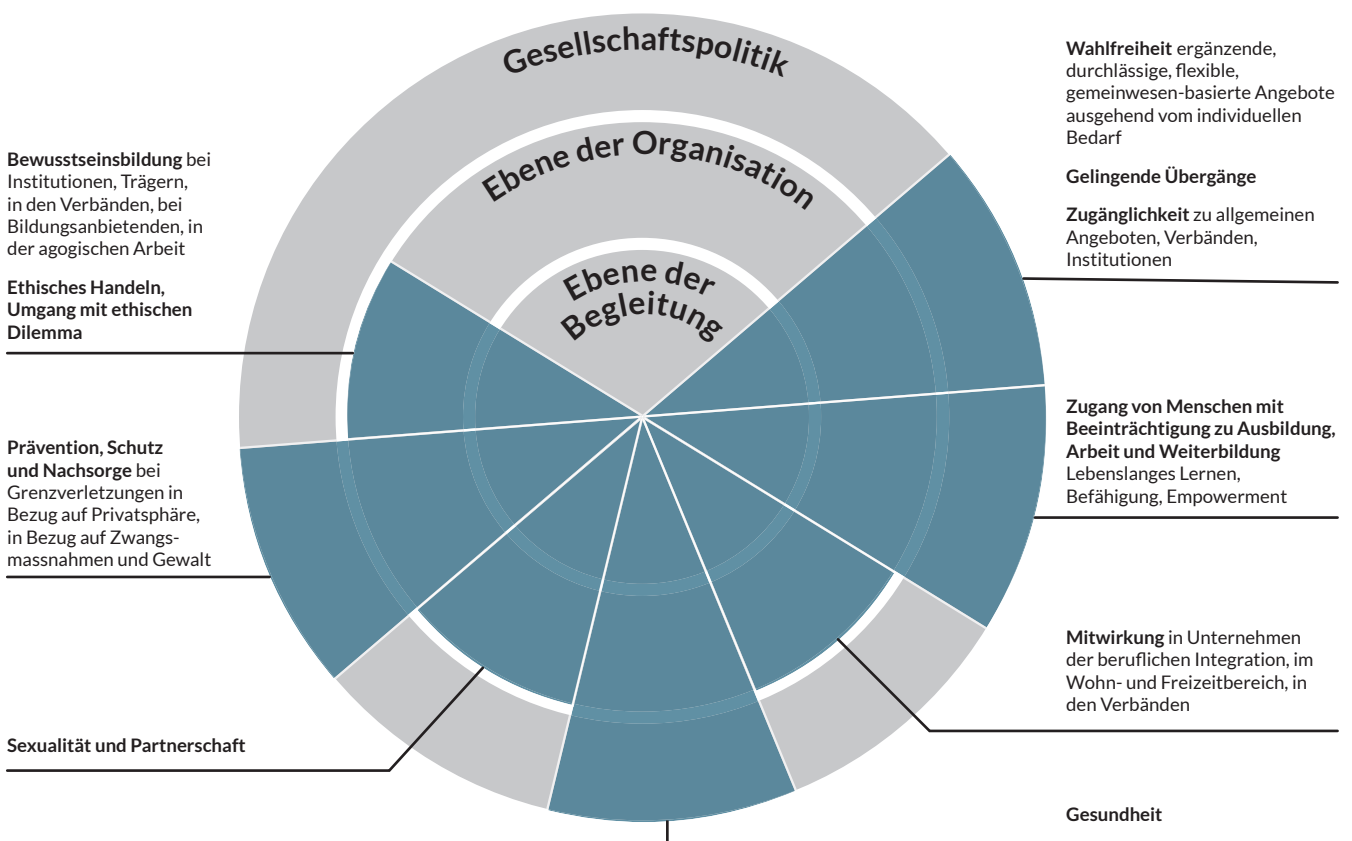 Gesellschaftspolitik
Ebene der Organisation
Ebene der
Begleitung
Bewusstseinsbildung bei
Institutionen, Trägern,
in den Verbänden, bei
Bildungsanbietenden, in
der agogischen Arbeit
Ethisches Handeln,
Umgang mit ethischen
Dilemma
Prävention, Schutz
und Nachsorge bei
Grenzverletzungen in
Bezug auf Privatsphäre,
in Bezug auf Zwangs-
massnahmen und Gewalt
Sexualität und Partnerschaft
Wahlfreiheit ergänzende,
durchlässige, flexible,
gemeinwesen-basierte Angebote
ausgehend vom individuellen
Bedarf
Gelingende Übergänge
Zugänglichkeit zu allgemeinen
Angeboten, Verbänden,
Institutionen
Zugang von Menschen mit
Beeinträchtigung zu Ausbildung,
Arbeit und Weiterbildung
Lebenslanges Lernen,
Befähigung, Empowerment
Mitwirkung in Unternehmen
der beruflichen Integration, im
Wohn- und Freizeitbereich, in
den Verbänden
Gesundheit